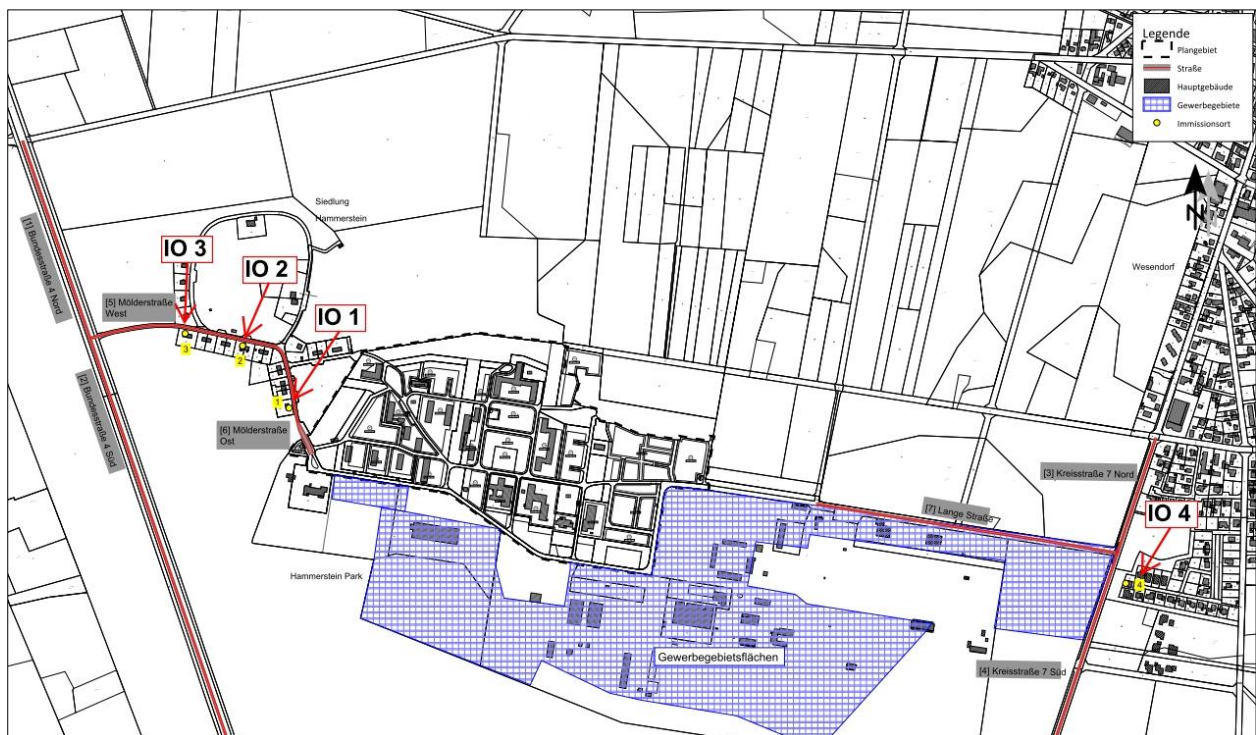 Legende
Plangebiet
Straße
Hauptgebäude
Gewerbegebiete
Immissionsort
N
[1] Bundesstraße 4 Nord
Siedlung
Hammerstein
IO 3
IO 2
IO 1
[5] Mölderstraße
West
3
2
1
[2] Bundesstraße 4 Süd
[6] Mölderstraße
Ost
Wesendorf
[3] Kreisstraße 7 Nord
[7] Lange Straße
IO 4
4
Hammerstein Park
Gewerbegebietsflächen
[4] Kreisstraße 7 Süd